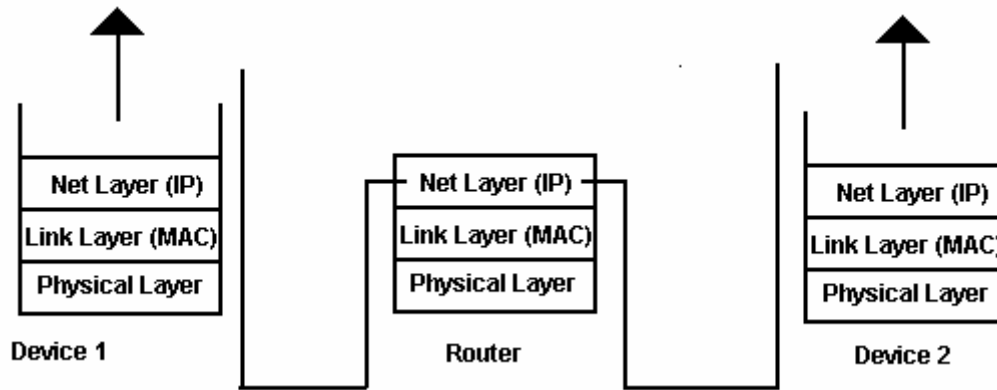 Net Layer (IP)
Link Layer (MAC)
Physical Layer
Device 1
Net Layer (IP)
Link Layer (MAC)
Physical Layer
Router
Net Layer (IP)
Link Layer (MAC)
Physical Layer
Device 2